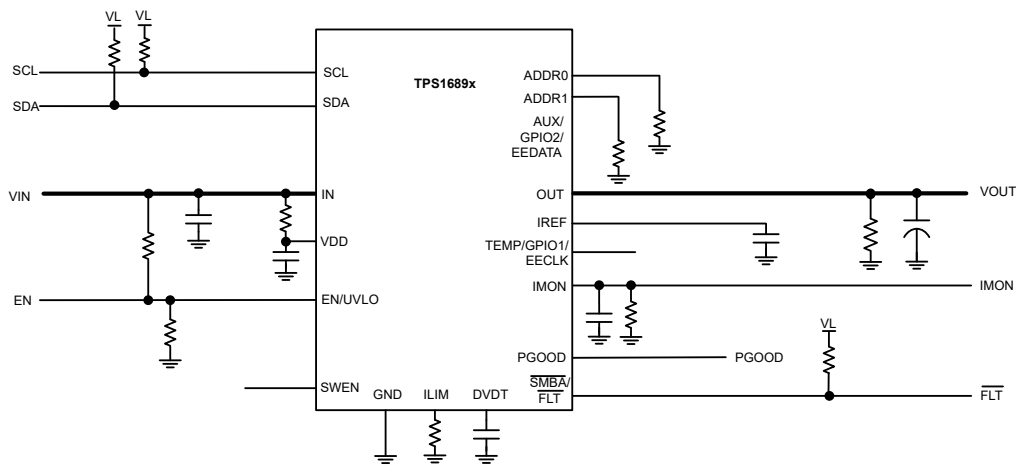 VL
VL
SCL
SCL
TPS1689x
ADDR0
SDA
SDA
ADDR1
AUX/
GPIO2/
EEDATA
VIN
IN
OUT
VOUT
IREF
VDD
TEMP/GPIO1/
EECLK
IMON
IMON
EN
EN/UVLO
VL
PGOOD
PGOOD
SMBA/
FLT
FLT
SWEN
GND
ILIM
DVDT